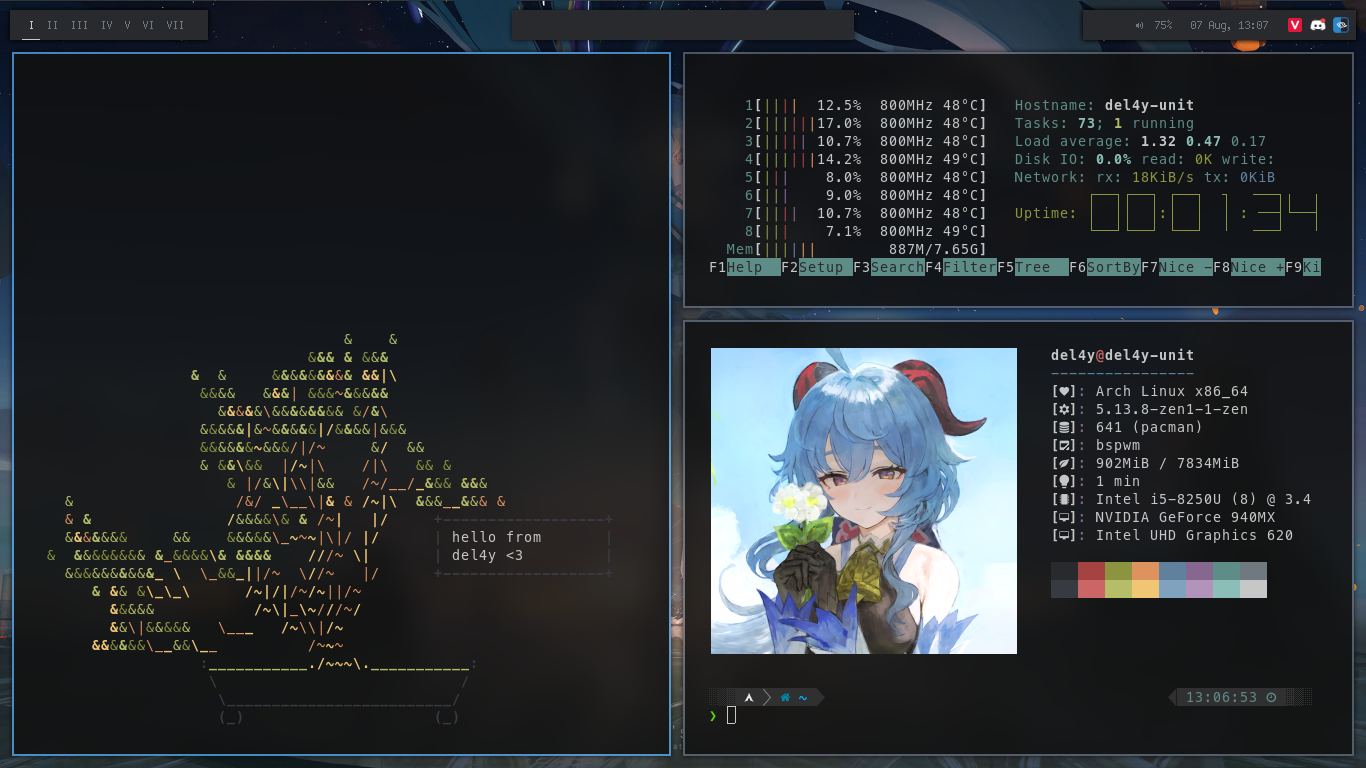 I II III IV V VI VII
75% 07 Aug, 13:07
hello from
del4y <3
1[|||| 12.5% 800MHz 48°C]
2[||||||17.0% 800MHz 48°C]
3[||||| 10.7% 800MHz 48°C]
4[||||||14.2% 800MHz 49°C]
5[||| 8.0% 800MHz 48°C]
6[||| 9.0% 800MHz 48°C]
7[|||| 10.7% 800MHz 48°C]
8[||| 7.1% 800MHz 49°C]
Mem[|||||| 887M/7.65G]
Hostname: del4y-unit
Tasks: 73; 1 running
Load average: 1.32 0.47 0.17
Disk IO: 0.0% read: 0K write:
Network: rx: 18KiB/s tx: 0KiB
Uptime: 00:01:34
F1Help F2Setup F3SearchF4FilterF5Tree F6SortByF7Nice -F8Nice +F9Ki
del4y@del4y-unit
----------------
[♥]: Arch Linux x86_64
[]: 5.13.8-zen1-1-zen
[]: 641 (pacman)
[]: bspwm
[]: 902MiB / 7834MiB
[]: 1 min
[]: Intel i5-8250U (8) @ 3.4
[]: NVIDIA GeForce 940MX
[]: Intel UHD Graphics 620
~
13:06:53
❯